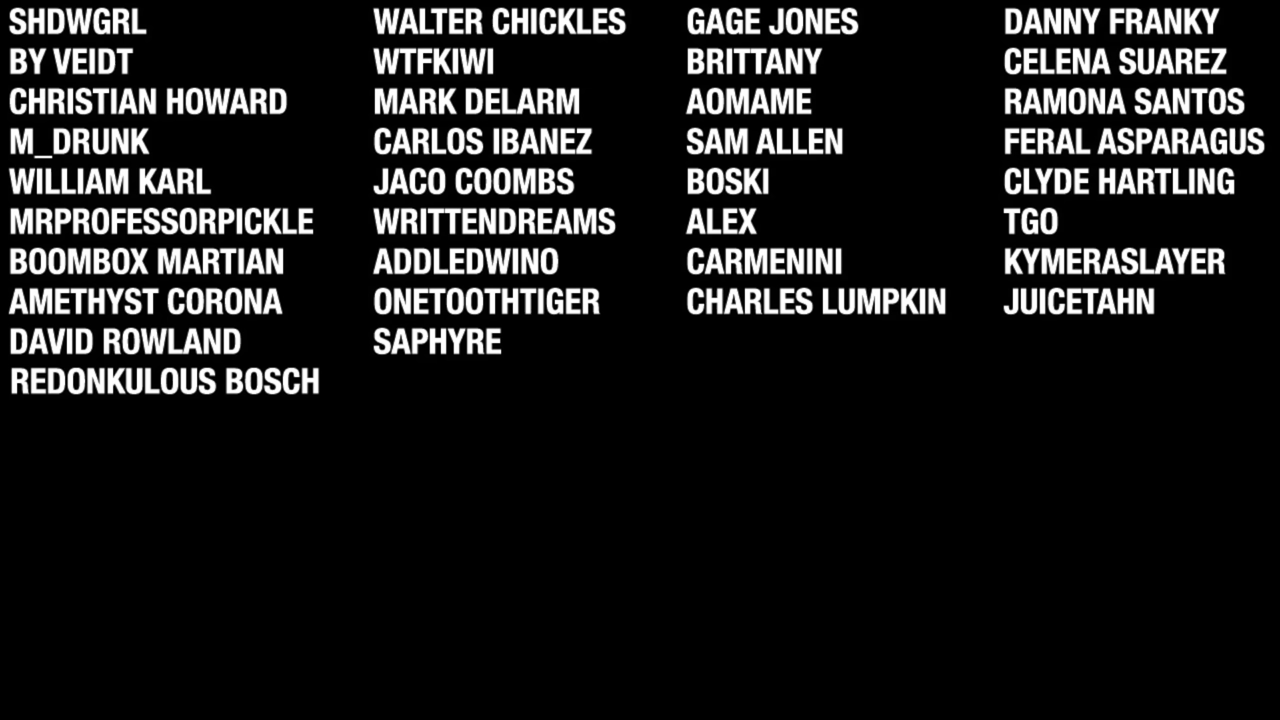 SHDWGRL
BY VEIDT
CHRISTIAN HOWARD
M_DRUNK
WILLIAM KARL
MRPROFESSORPICKLE
BOOMBOX MARTIAN
AMETHYST CORONA
DAVID ROWLAND
REDONKULOUS BOSCH
WALTER CHICKLES
WTFKIWI
MARK DELARM
CARLOS IBANEZ
JACO COOMBS
WRITTENDREAMS
ADDLEDWINO
ONETOOTHTIGER
SAPHYRE
GAGE JONES
BRITTANY
AOMAME
SAM ALLEN
BOSKI
ALEX
CARMENINI
CHARLES LUMPKIN
DANNY FRANKY
CELENA SUAREZ
RAMONA SANTOS
FERAL ASPARAGUS
CLYDE HARTLING
TGO
KYMERASLAYER
JUICETAHN